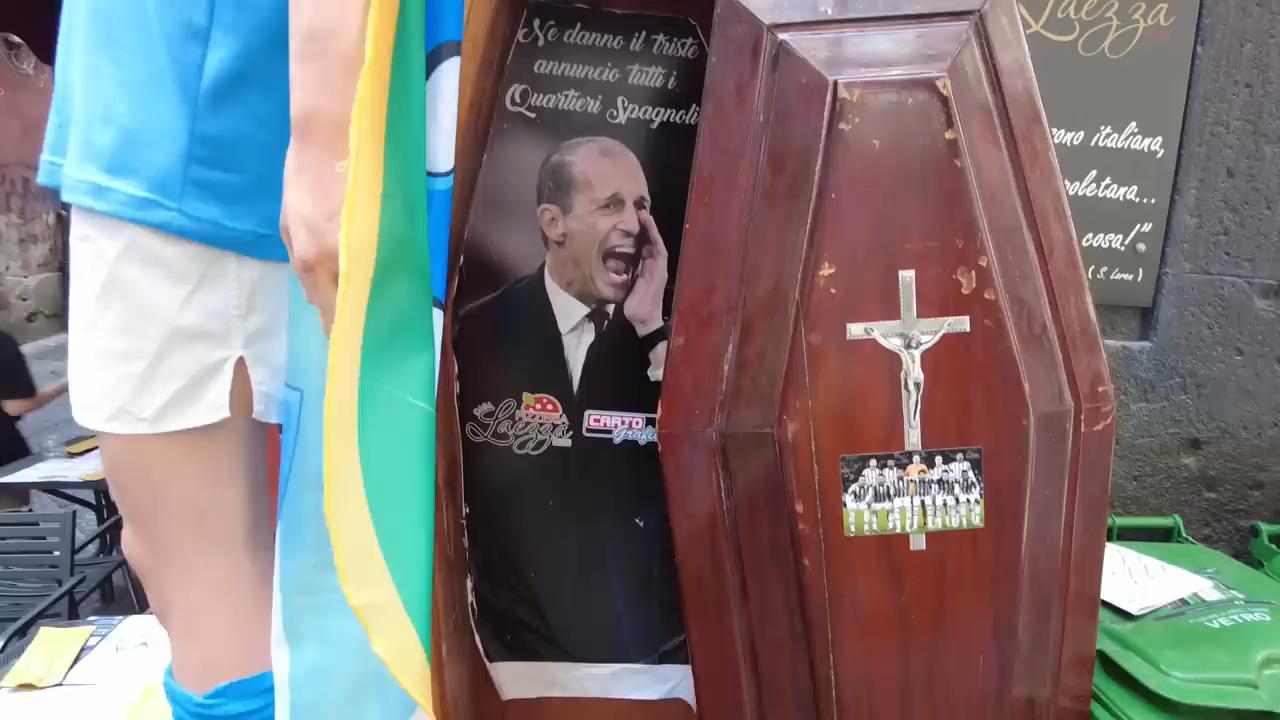 Ne danno il triste
annuncio tutti i
Quartieri Spagnoli
PIZZERIA
Laezza
CARTO
Grafic
Laezza
sono italiana,
poletana...
cosa!"
( S. Loren )
VETRO